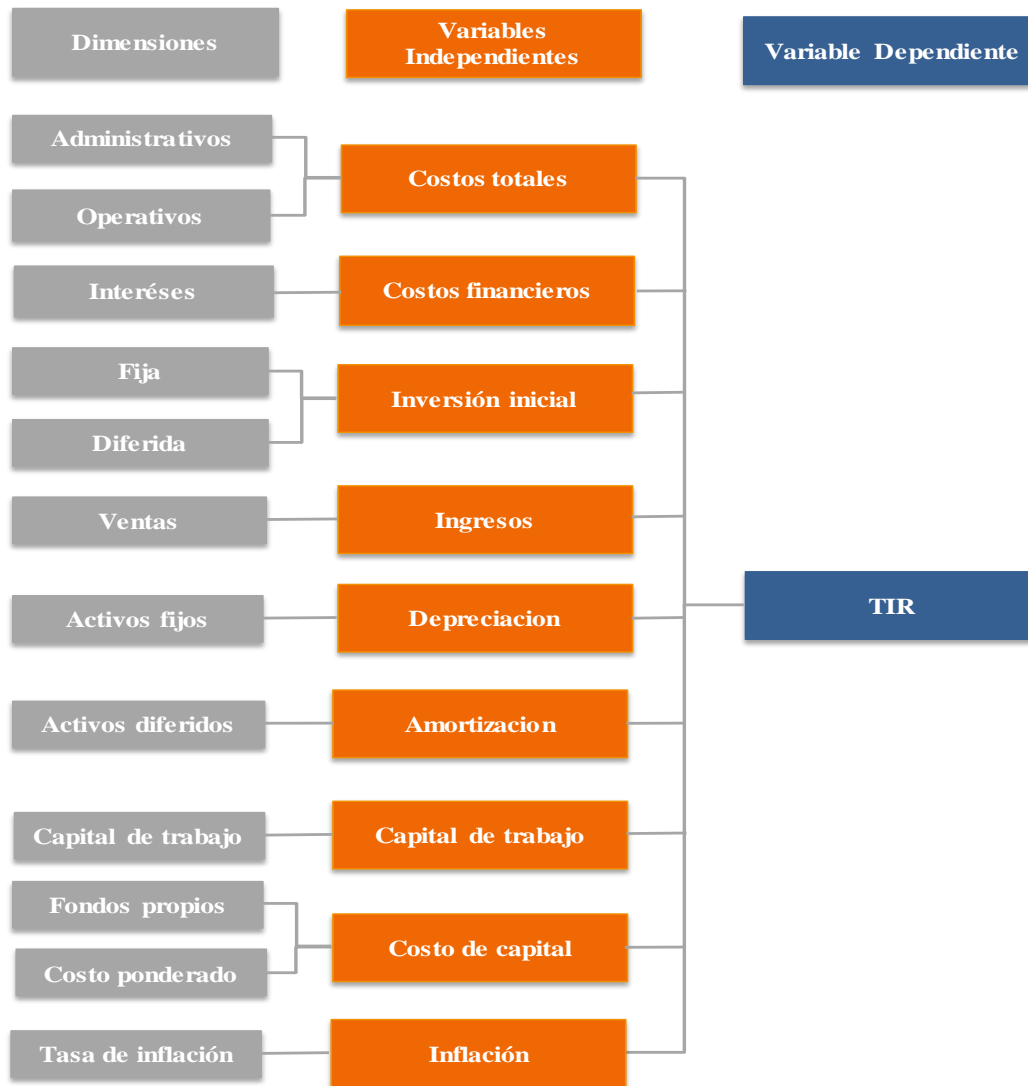 Dimensiones
Variables
Independientes
Variable Dependiente
Administrativos
Operativos
Costos totales
Interéses
Costos financieros
Fija
Diferida
Inversión inicial
Ventas
Ingresos
Activos fijos
Depreciacion
TIR
Activos diferidos
Amortizacion
Capital de trabajo
Capital de trabajo
Fondos propios
Costo ponderado
Costo de capital
Tasa de inflación
Inflación